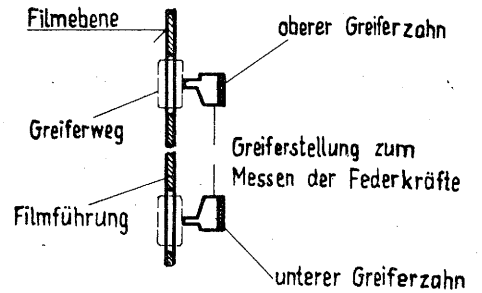 Filmebene
oberer Greiferzahn
Greiferweg
Greiferstellung zum
Messen der Federkräfte
Filmführung
unterer Greiferzahn